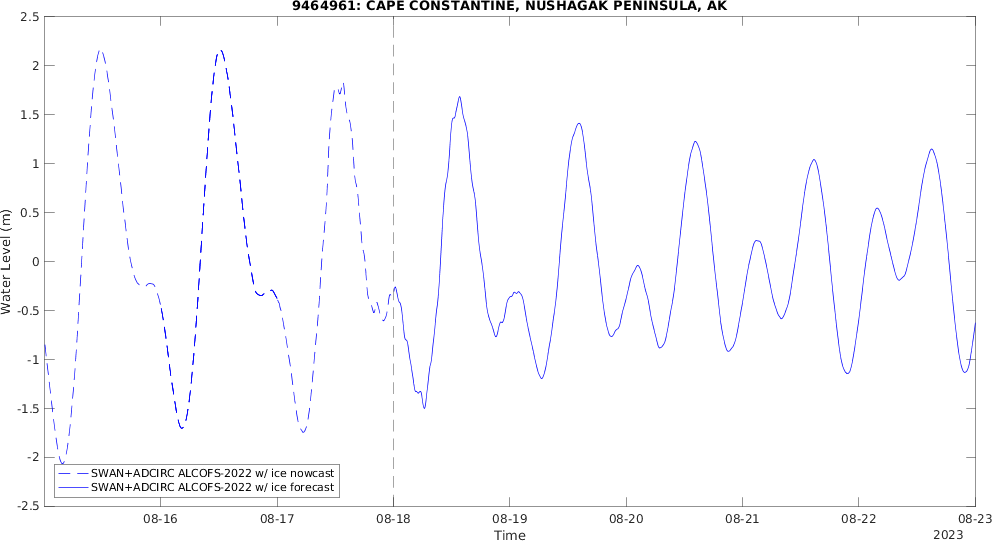 9464961: CAPE CONSTANTINE, NUSHAGAK PENINSULA, AK
2.5
2
1.5
1
0.5
0
-0.5
-1
-1.5
-2
-2.5
Water Level (m)
SWAN+ADCIRC ALCOFS-2022 w/ ice nowcast
SWAN+ADCIRC ALCOFS-2022 w/ ice forecast
08-16 08-17 08-18 08-19 08-20 08-21 08-22 08-23
Time
2023